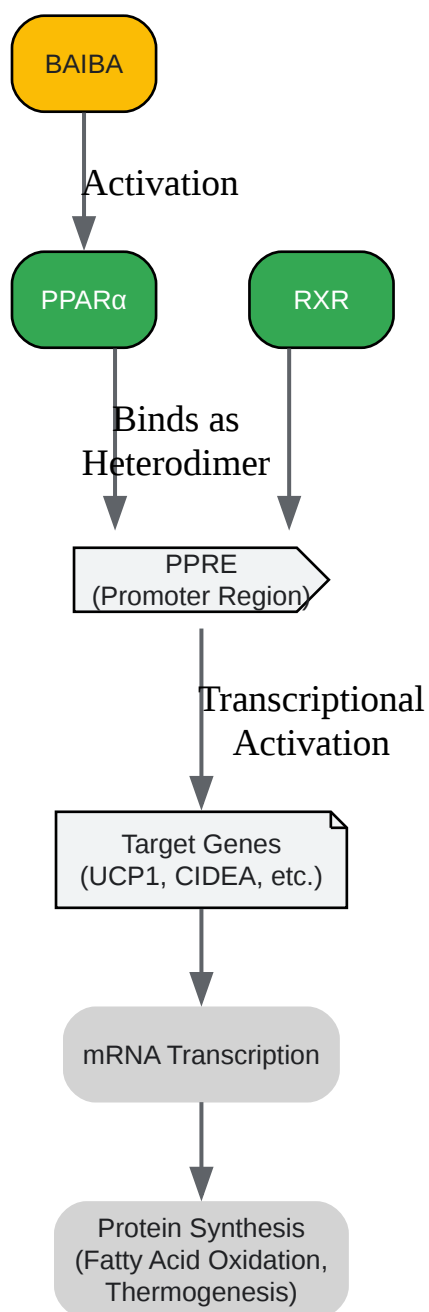 BAIBA
Activation
PPARα
RXR
Binds as
Heterodimer
PPRE
(Promoter Region)
Transcriptional
Activation
Target Genes
(UCP1, CIDEA, etc.)
mRNA Transcription
Protein Synthesis
(Fatty Acid Oxidation,
Thermogenesis)